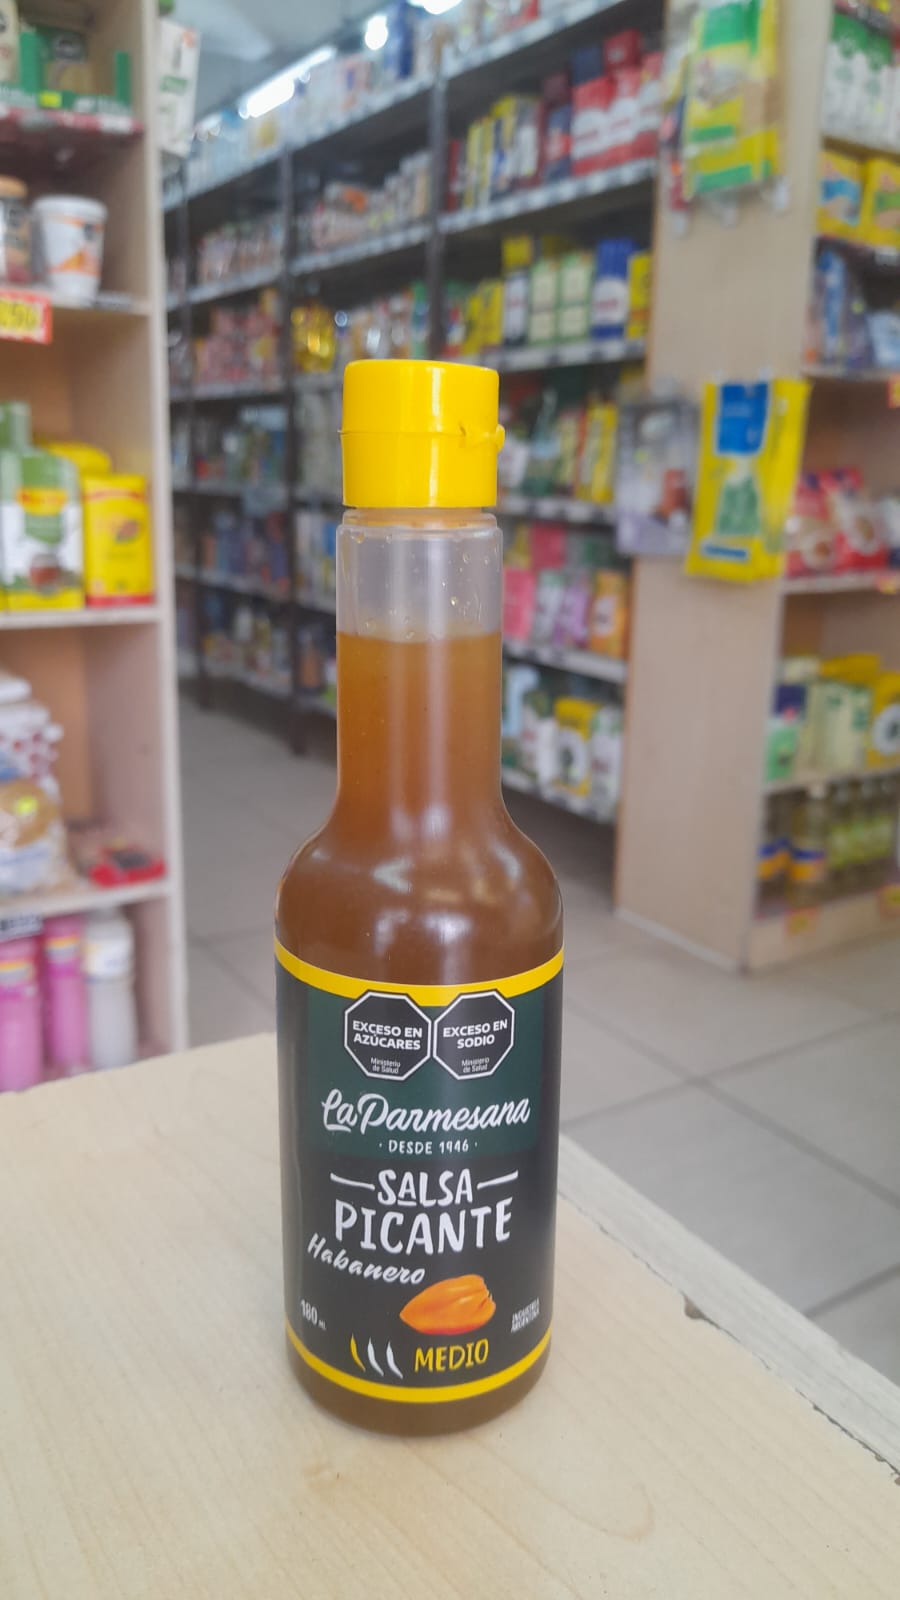 EXCESO EN
AZÚCARES
Ministerio
de Salud
EXCESO EN
SODIO
Ministerio
de Salud
La Parmesana
· DESDE 1946 ·
SALSA
PICANTE
Habanero
180 ML
INDUSTRIA
ARGENTINA
MEDIO